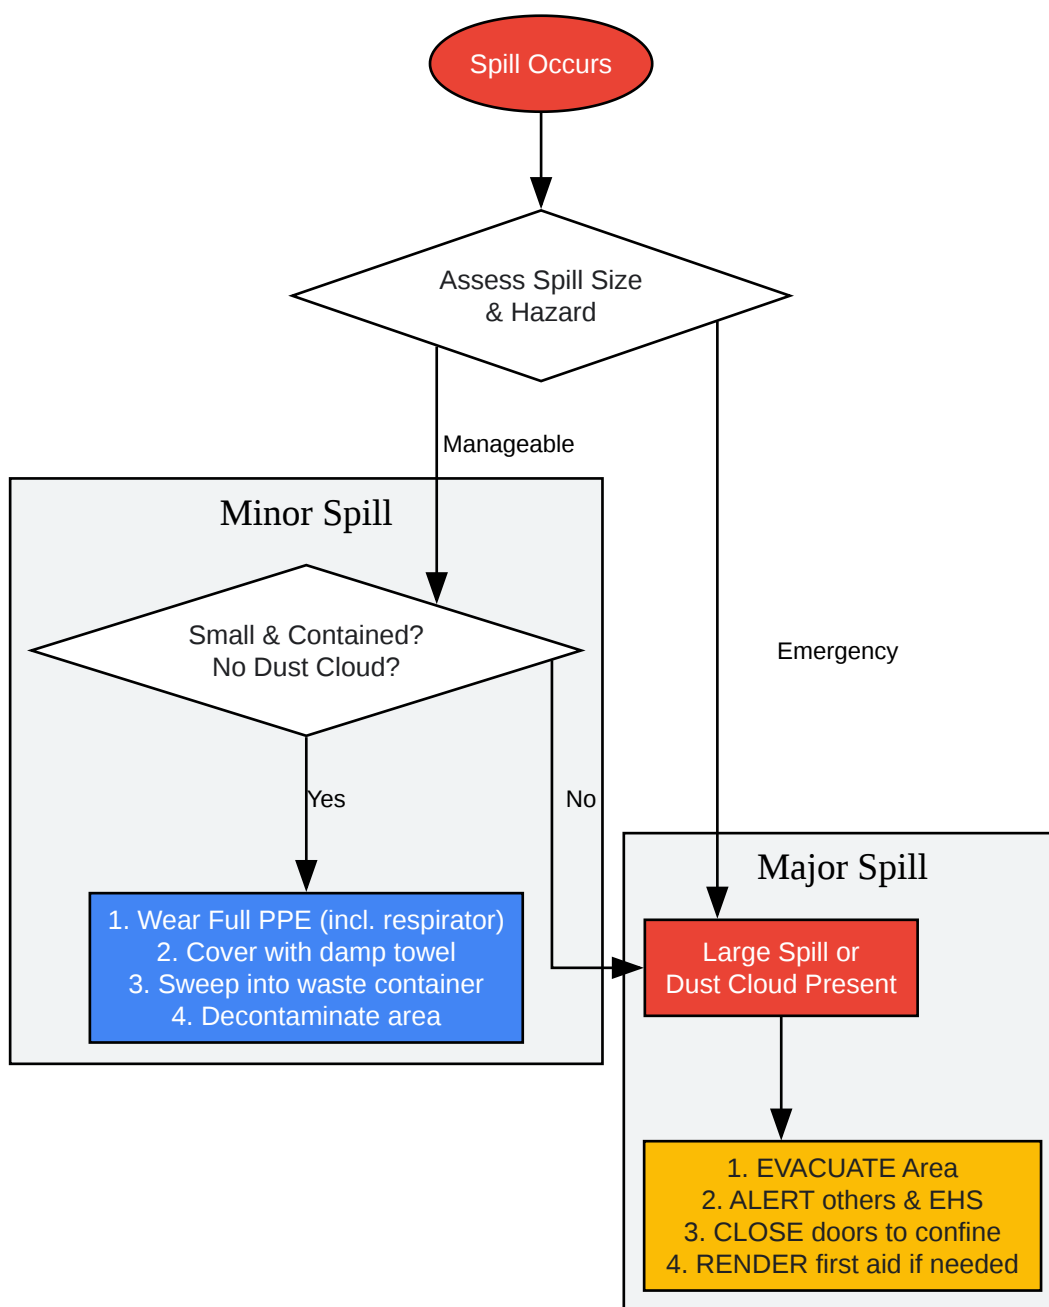 Spill Occurs
Assess Spill Size
& Hazard
Manageable
Minor Spill
Small & Contained?
No Dust Cloud?
Emergency
Yes
No
Major Spill
1. Wear Full PPE (incl. respirator)
2. Cover with damp towel
3. Sweep into waste container
4. Decontaminate area
Large Spill or
Dust Cloud Present
1. EVACUATE Area
2. ALERT others & EHS
3. CLOSE doors to confine
4. RENDER first aid if needed